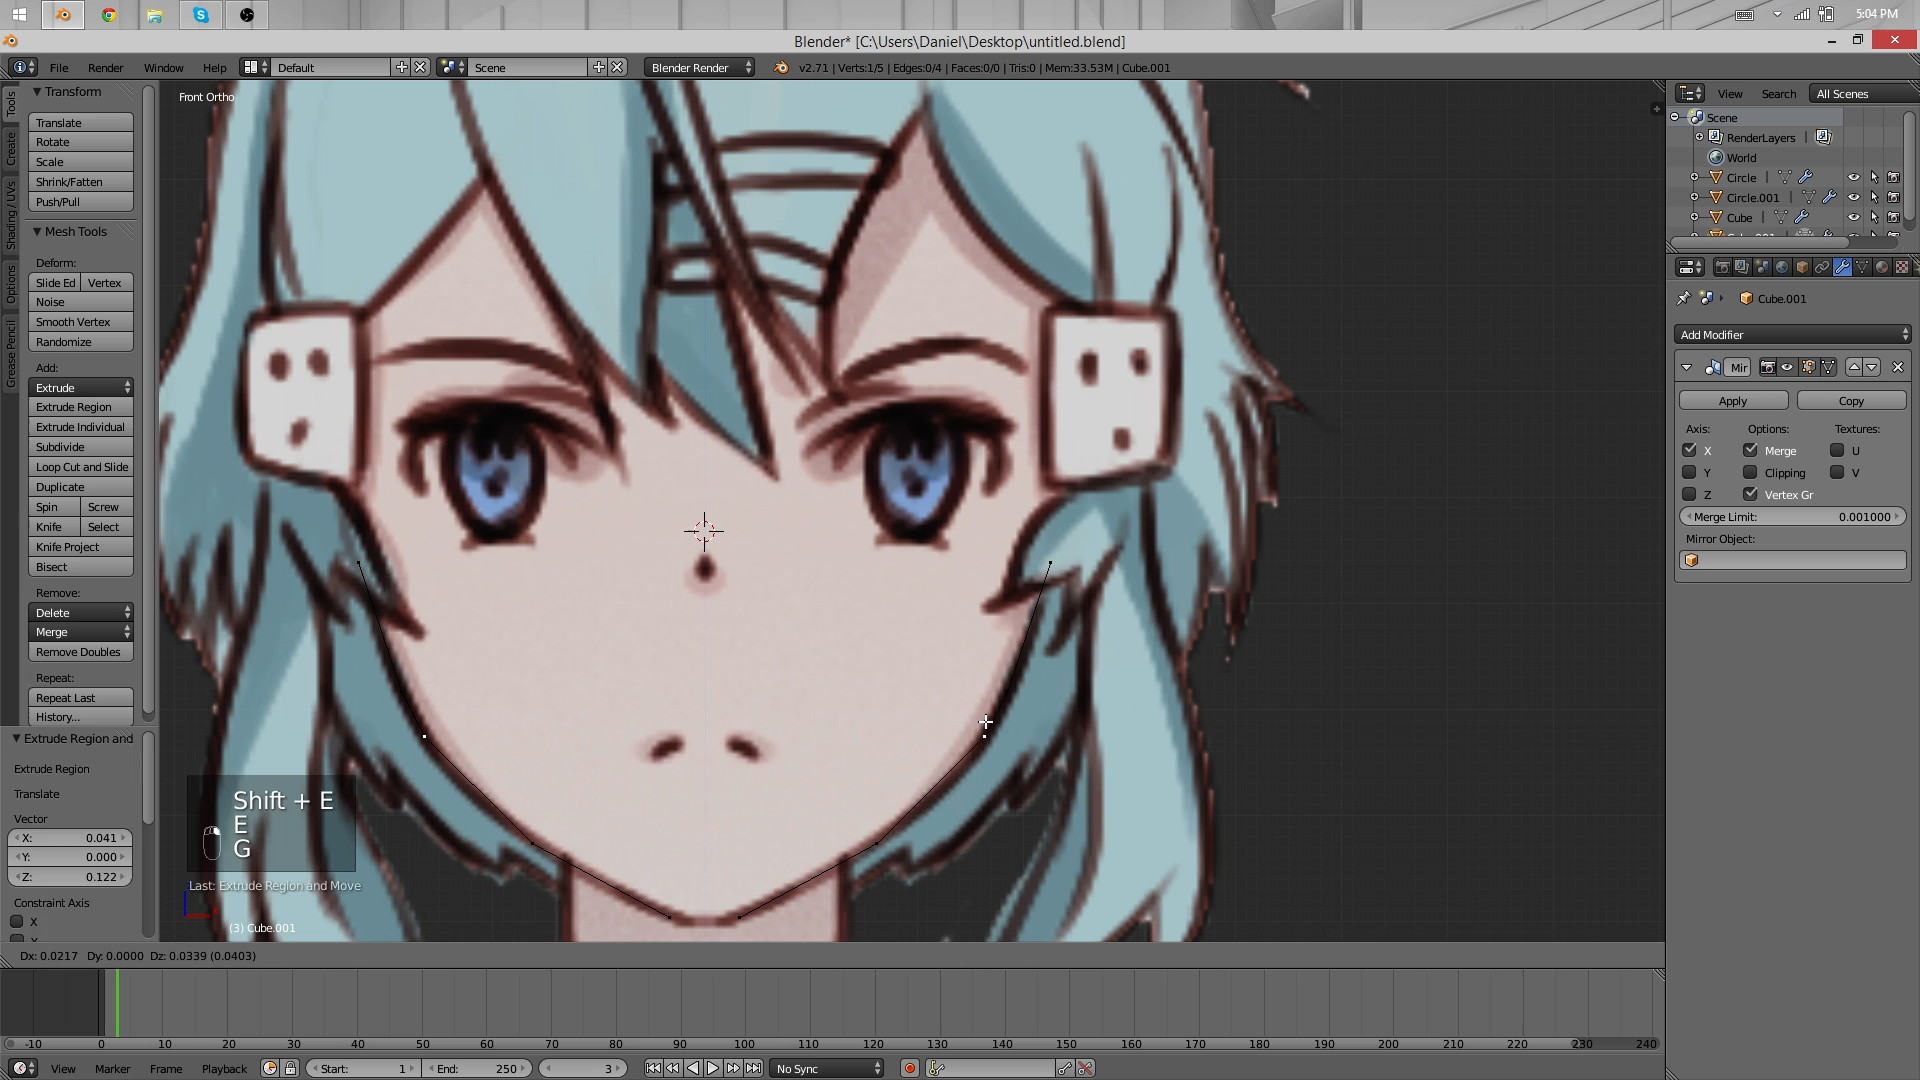 5:04 PM
Blender* [C:\Users\Daniel\Desktop\untitled.blend]
File Render Window Help Default Scene Blender Render v2.71 | Verts:1/5 | Edges:0/4 | Faces:0/0 | Tris:0 | Mem:33.53M | Cube.001
Tools
Create
Shading / UVs
Options
Grease Pencil
Transform
Translate
Rotate
Scale
Shrink/Fatten
Push/Pull
Mesh Tools
Deform:
Slide Ed Vertex
Noise
Smooth Vertex
Randomize
Add:
Extrude
Extrude Region
Extrude Individual
Subdivide
Loop Cut and Slide
Duplicate
Spin Screw
Knife Select
Knife Project
Bisect
Remove:
Delete
Merge
Remove Doubles
Repeat:
Repeat Last
History...
Extrude Region and
Extrude Region
Translate
Vector
X: 0.041
Y: 0.000
Z: 0.122
Constraint Axis
X
Front Ortho
Shift + E
E
G
Last: Extrude Region and Move
(3) Cube.001
Dx: 0.0217 Dy: 0.0000 Dz: 0.0339 (0.0403)
View Search All Scenes
Scene
RenderLayers
World
Circle
Circle.001
Cube
Cube.001
Add Modifier
Mir
Apply Copy
Axis: Options: Textures:
X Merge U
Y Clipping V
Z Vertex Gr
Merge Limit: 0.001000
Mirror Object:
-10 0 10 20 30 40 50 60 70 80 90 100 110 120 130 140 150 160 170 180 190 200 210 220 230 240
View Marker Frame Playback Start: 1 End: 250 3 No Sync